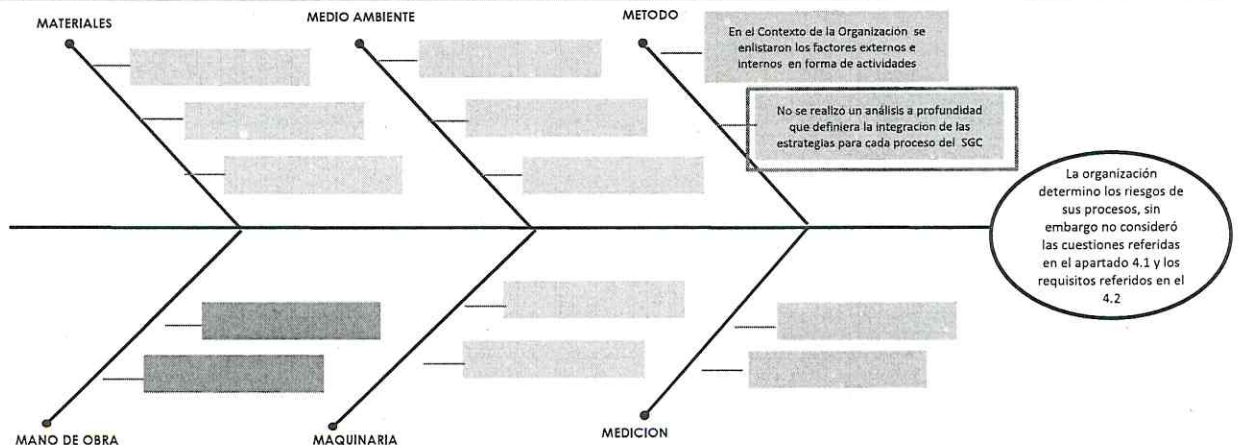 MATERIALES
MEDIO AMBIENTE
METODO
En el Contexto de la Organización se
enlistaron los factores externos e
internos en forma de actividades
No se realizó un análisis a profundidad
que definiera la integracion de las
estrategias para cada proceso del SGC
La organización
determino los riesgos de
sus procesos, sin
embargo no consideró
las cuestiones referidas
en el apartado 4.1 y los
requisitos referidos en el
4.2
MANO DE OBRA
MAQUINARIA
MEDICION